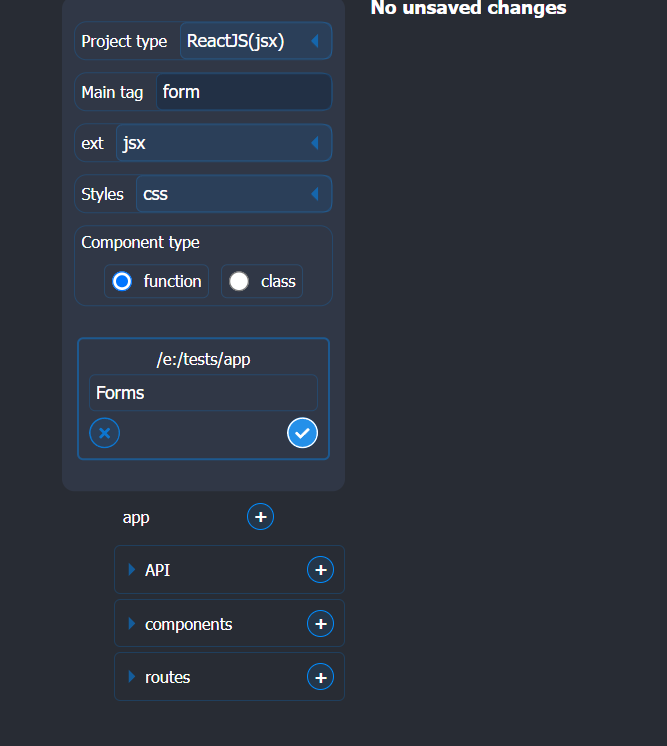 No unsaved changes
Project type ReactJS(jsx)
Main tag form
ext jsx
Styles css
Component type
function class
/e:/tests/app
Forms
app
API
components
routes